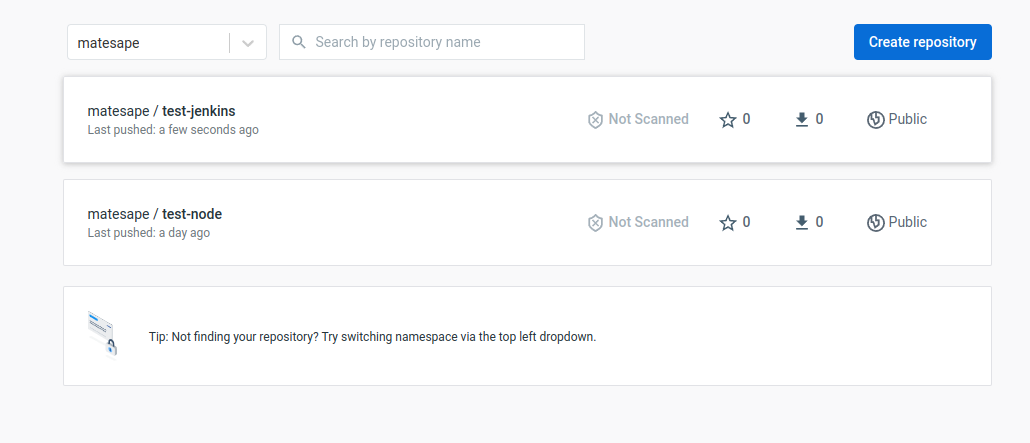 matesape
Search by repository name
Create repository
matesape / test-jenkins
Last pushed: a few seconds ago
Not Scanned
0
0
Public
matesape / test-node
Last pushed: a day ago
Not Scanned
0
0
Public
Tip: Not finding your repository? Try switching namespace via the top left dropdown.